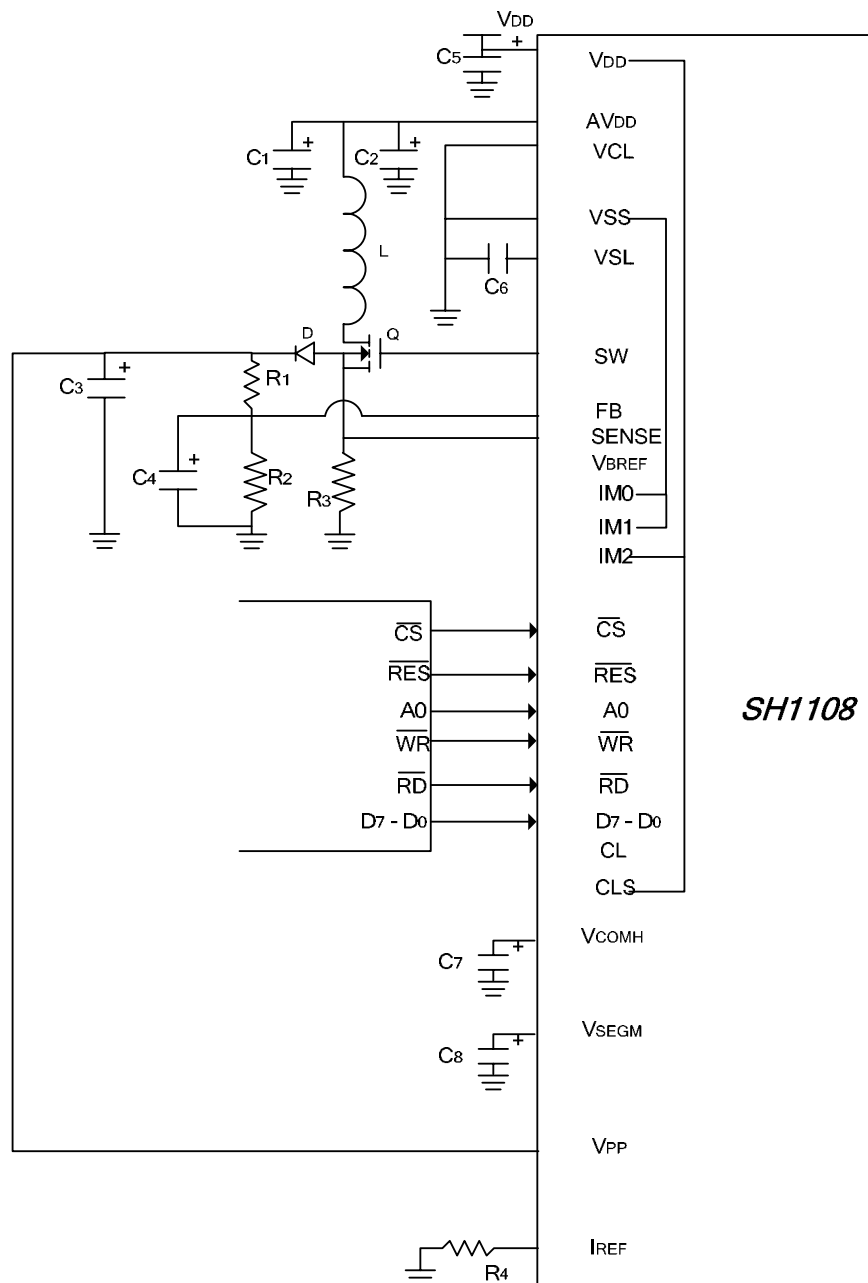 VDD
+
C5
VDD
AVDD
VCL
C1 +
C2 +
VSS
L
VSL
C6
D
Q
SW
C3 +
R1
FB
SENSE
VBREF
C4 +
R2
R3
IM0
IM1
IM2
CS CS
RES RES
A0 A0
SH1108
WR WR
RD RD
D7 - D0 D7 - D0
CL
CLS
VCOMH
C7 +
VSEGM
C8 +
VPP
IREF
R4